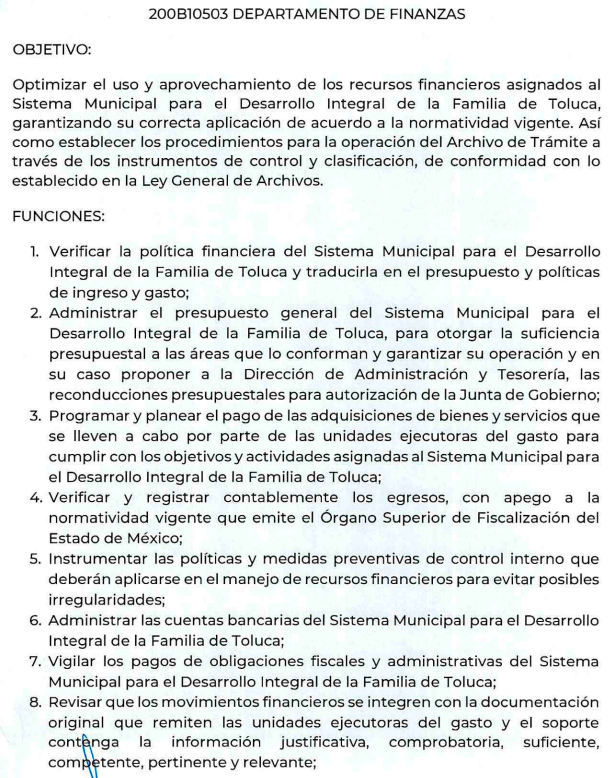 200B10503 DEPARTAMENTO DE FINANZAS
OBJETIVO:
Optimizar el uso y aprovechamiento de los recursos financieros asignados al
Sistema Municipal para el Desarrollo Integral de la Familia de Toluca,
garantizando su correcta aplicación de acuerdo a la normatividad vigente. Así
como establecer los procedimientos para la operación del Archivo de Trámite a
través de los instrumentos de control y clasificación, de conformidad con lo
establecido en la Ley General de Archivos.
FUNCIONES:
1. Verificar la política financiera del Sistema Municipal para el Desarrollo
Integral de la Familia de Toluca y traducirla en el presupuesto y políticas
de ingreso y gasto;
2. Administrar el presupuesto general del Sistema Municipal para el
Desarrollo Integral de la Familia de Toluca, para otorgar la suficiencia
presupuestal a las áreas que lo conforman y garantizar su operación y en
su caso proponer a la Dirección de Administración y Tesorería, las
reconducciones presupuestales para autorización de la Junta de Gobierno;
3. Programar y planear el pago de las adquisiciones de bienes y servicios que
se lleven a cabo por parte de las unidades ejecutoras del gasto para
cumplir con los objetivos y actividades asignadas al Sistema Municipal para
el Desarrollo Integral de la Familia de Toluca;
4. Verificar y registrar contablemente los egresos, con apego a la
normatividad vigente que emite el Órgano Superior de Fiscalización del
Estado de México;
5. Instrumentar las políticas y medidas preventivas de control interno que
deberán aplicarse en el manejo de recursos financieros para evitar posibles
irregularidades;
6. Administrar las cuentas bancarias del Sistema Municipal para el Desarrollo
Integral de la Familia de Toluca;
7. Vigilar los pagos de obligaciones fiscales y administrativas del Sistema
Municipal para el Desarrollo Integral de la Familia de Toluca;
8. Revisar que los movimientos financieros se integren con la documentación
original que remiten las unidades ejecutoras del gasto y el soporte
contenga la información justificativa, comprobatoria, suficiente,
competente, pertinente y relevante;